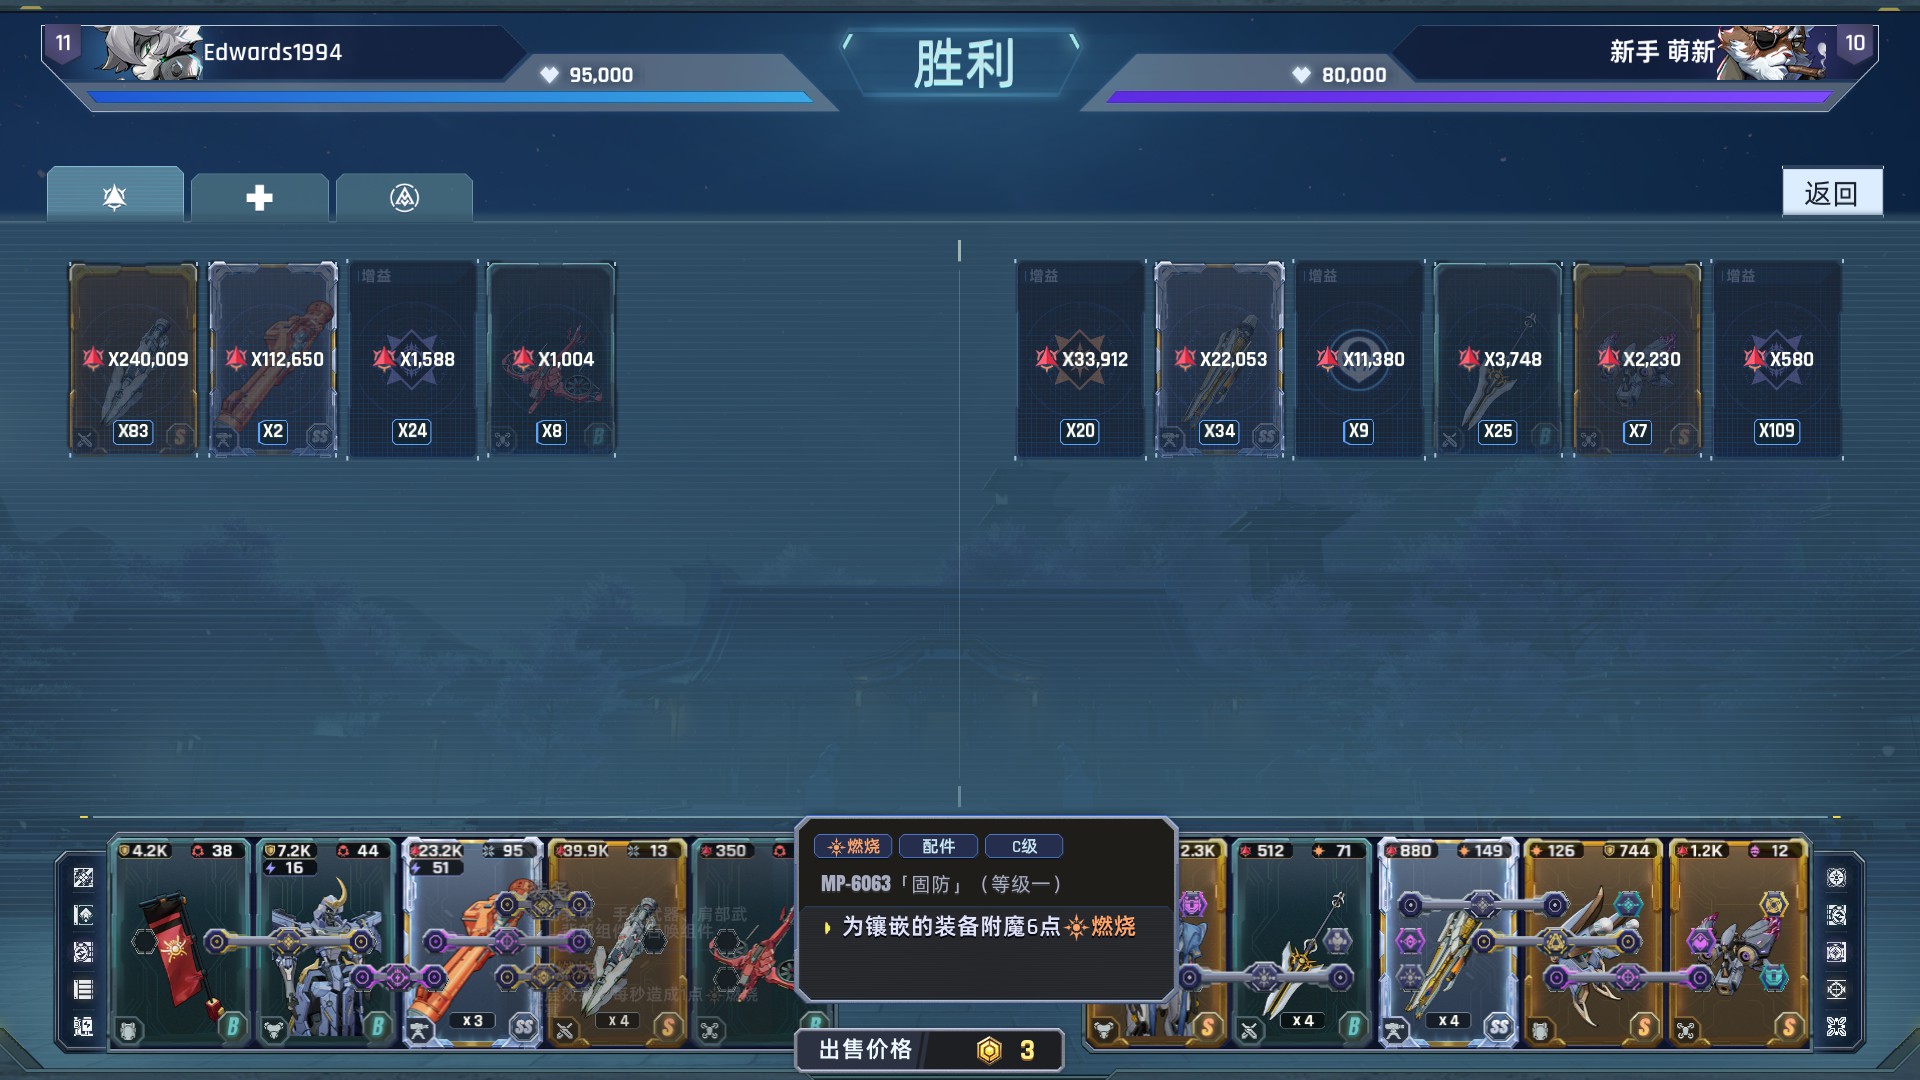 11
Edwards1994
95,000
胜利
80,000
新手 萌新
10
返回
X240,009
X83
S
X112,650
X2
SS
增益
X1,588
X24
X1,004
X8
B
增益
X33,912
X20
X22,053
X34
SS
增益
X11,380
X9
X3,748
X25
B
X2,230
X7
S
增益
X580
X109
4.2K
38
B
7.2K
44
16
B
23.2K
95
51
x3
SS
39.9K
13
x4
S
350
燃烧
配件
C级
MP-6063「固防」（等级一）
为镶嵌的装备附魔6点燃烧
出售价格
3
2.3K
S
512
71
x4
B
880
149
x4
SS
126
744
S
1.2K
12
S